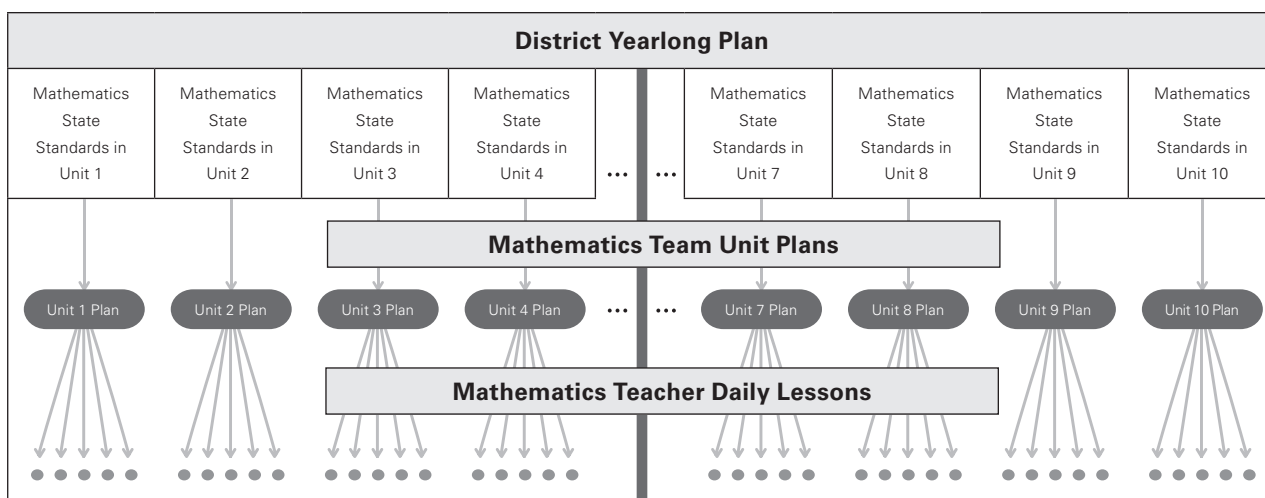 District Yearlong Plan
Mathematics
State
Standards in
Unit 1
Mathematics
State
Standards in
Unit 2
Mathematics
State
Standards in
Unit 3
Mathematics
State
Standards in
Unit 4
... ...
Mathematics
State
Standards in
Unit 7
Mathematics
State
Standards in
Unit 8
Mathematics
State
Standards in
Unit 9
Mathematics
State
Standards in
Unit 10
Mathematics Team Unit Plans
Unit 1 Plan
Unit 2 Plan
Unit 3 Plan
Unit 4 Plan
... ...
Unit 7 Plan
Unit 8 Plan
Unit 9 Plan
Unit 10 Plan
Mathematics Teacher Daily Lessons